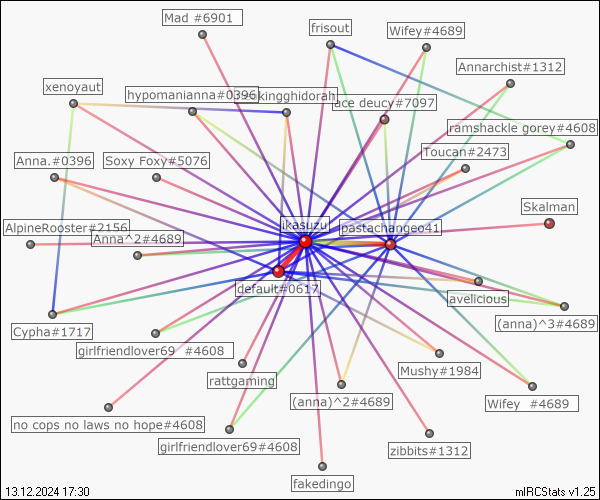 Mad #6901
frisout
Wifey#4689
Annarchist#1312
xenoyaut
hypomanianna#0396
kingghidorah
ace deucy#7097
ramshackle gorey#4608
Toucan#2473
Anna.#0396
Soxy Foxy#5076
Skalman
AlpineRooster#2156
ikasuzu
pastachangeo41
Anna^2#4689
default#0617
avelicious
(anna)^3#4689
Cypha#1717
girlfriendlover69 #4608
Mushy#1984
rattgaming
(anna)^2#4689
Wifey #4689
no cops no laws no hope#4608
girlfriendlover69#4608
zibbits#1312
fakedingo
13.12.2024 17:30
mIRCStats v1.25